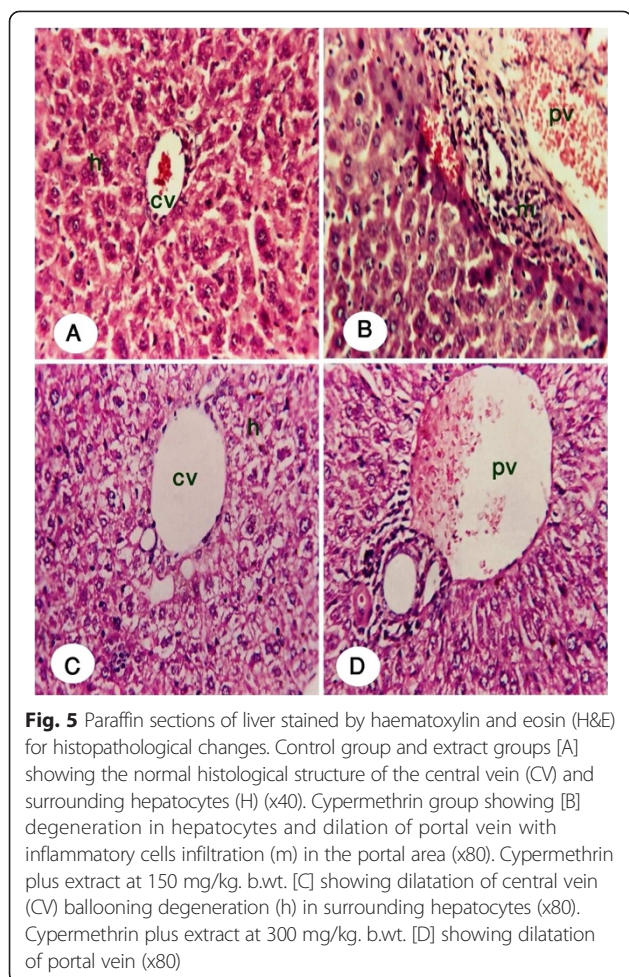 h
cv
A
pv
m
B
h
cv
C
pv
D
Fig. 5 Paraffin sections of liver stained by haematoxylin and eosin (H&E)
for histopathological changes. Control group and extract groups [A]
showing the normal histological structure of the central vein (CV) and
surrounding hepatocytes (H) (x40). Cypermethrin group showing [B]
degeneration in hepatocytes and dilation of portal vein with
inflammatory cells infiltration (m) in the portal area (x80). Cypermethrin
plus extract at 150 mg/kg. b.wt. [C] showing dilatation of central vein
(CV) ballooning degeneration (h) in surrounding hepatocytes (x80).
Cypermethrin plus extract at 300 mg/kg. b.wt. [D] showing dilatation
of portal vein (x80)